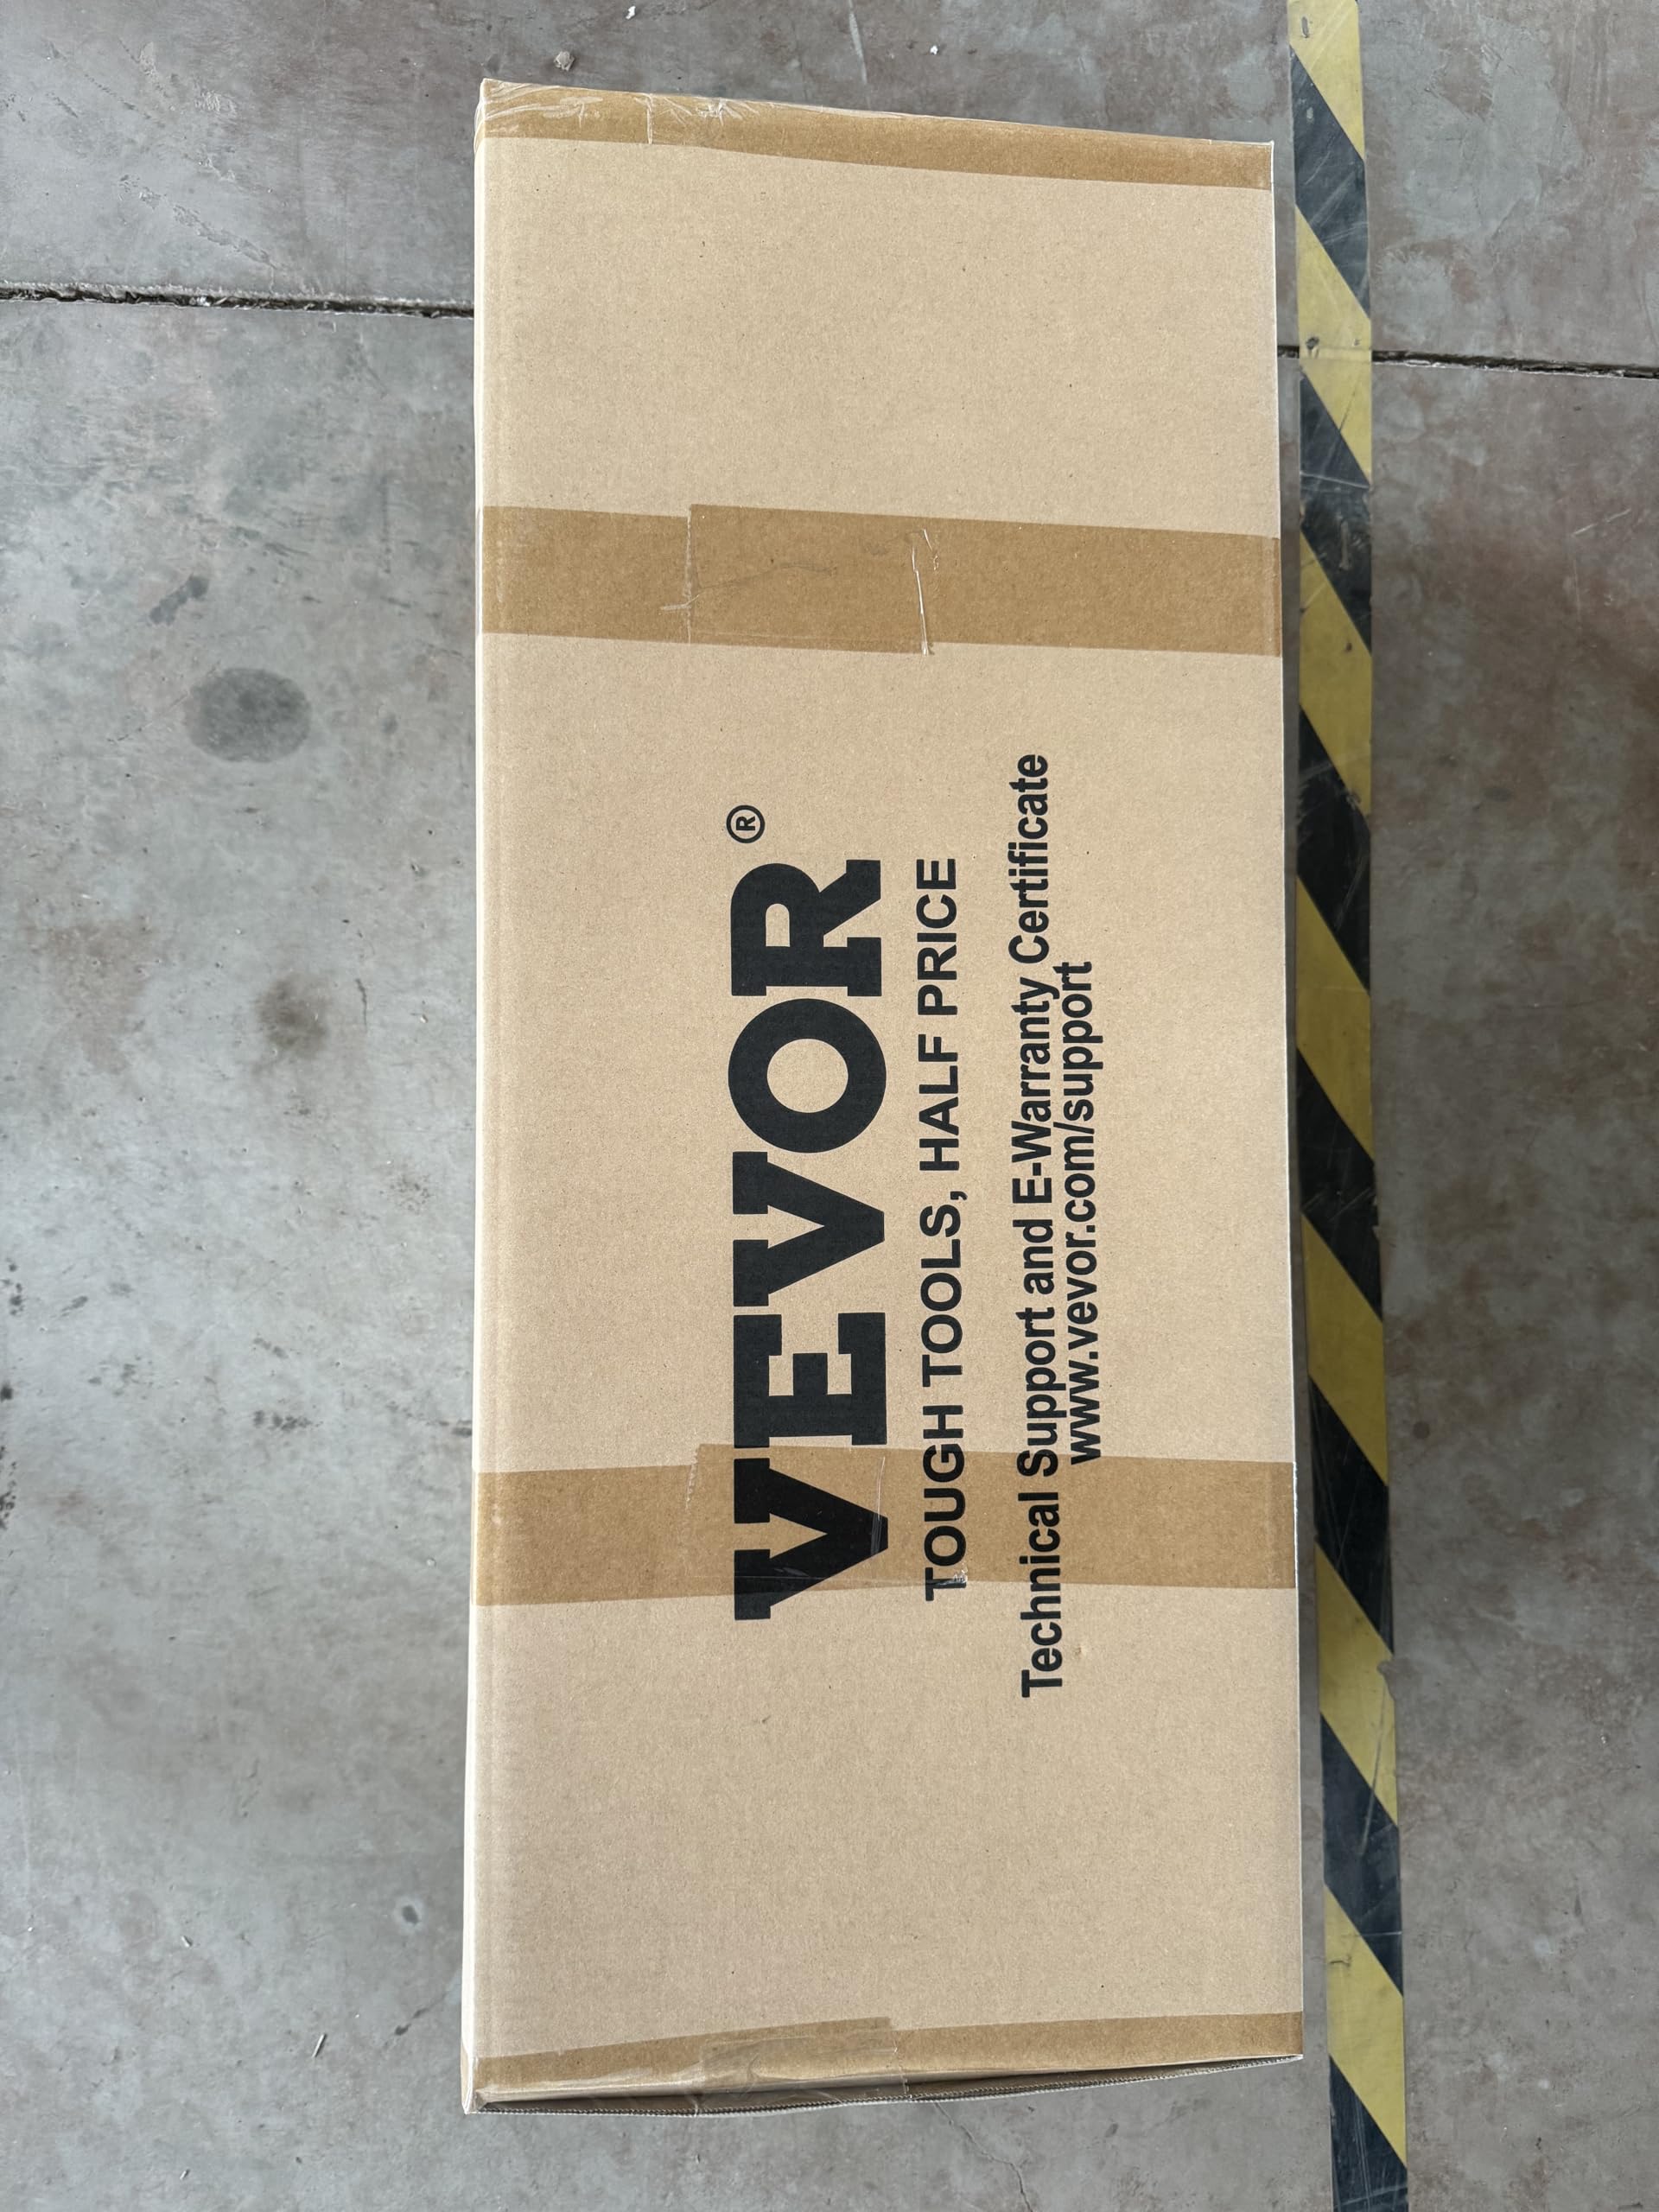 VEVOR®
TOUGH TOOLS, HALF PRICE
Technical Support and E-Warranty Certificate
www.vevor.com/support